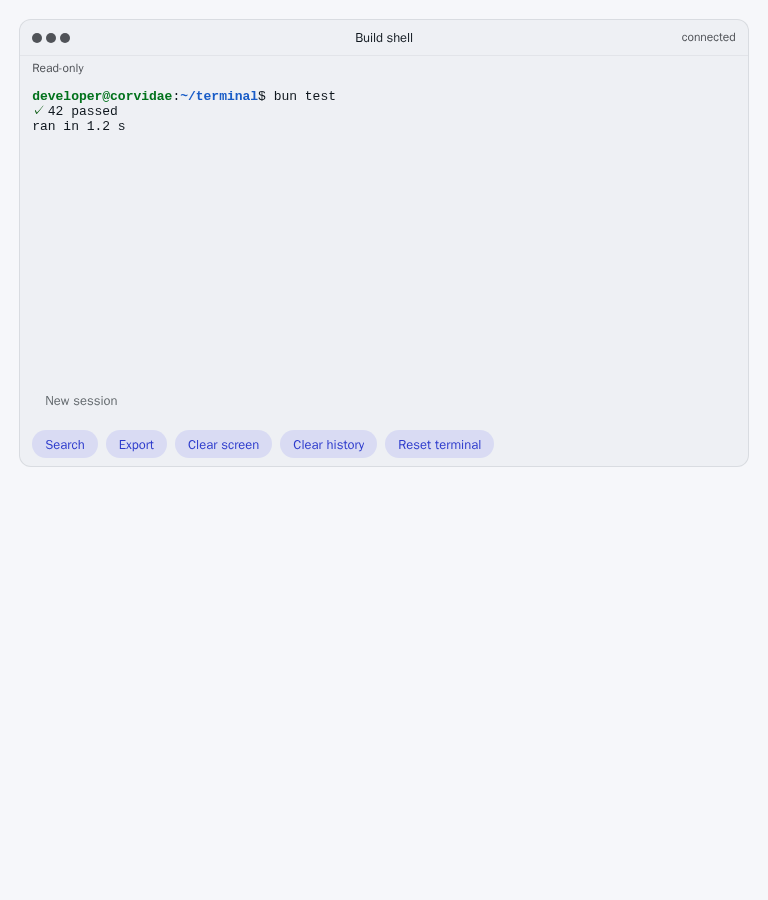 Build shell
connected
Read-only
developer@corvidae:~/terminal$ bun test
✓ 42 passed
ran in 1.2 s
New session
Search
Export
Clear screen
Clear history
Reset terminal